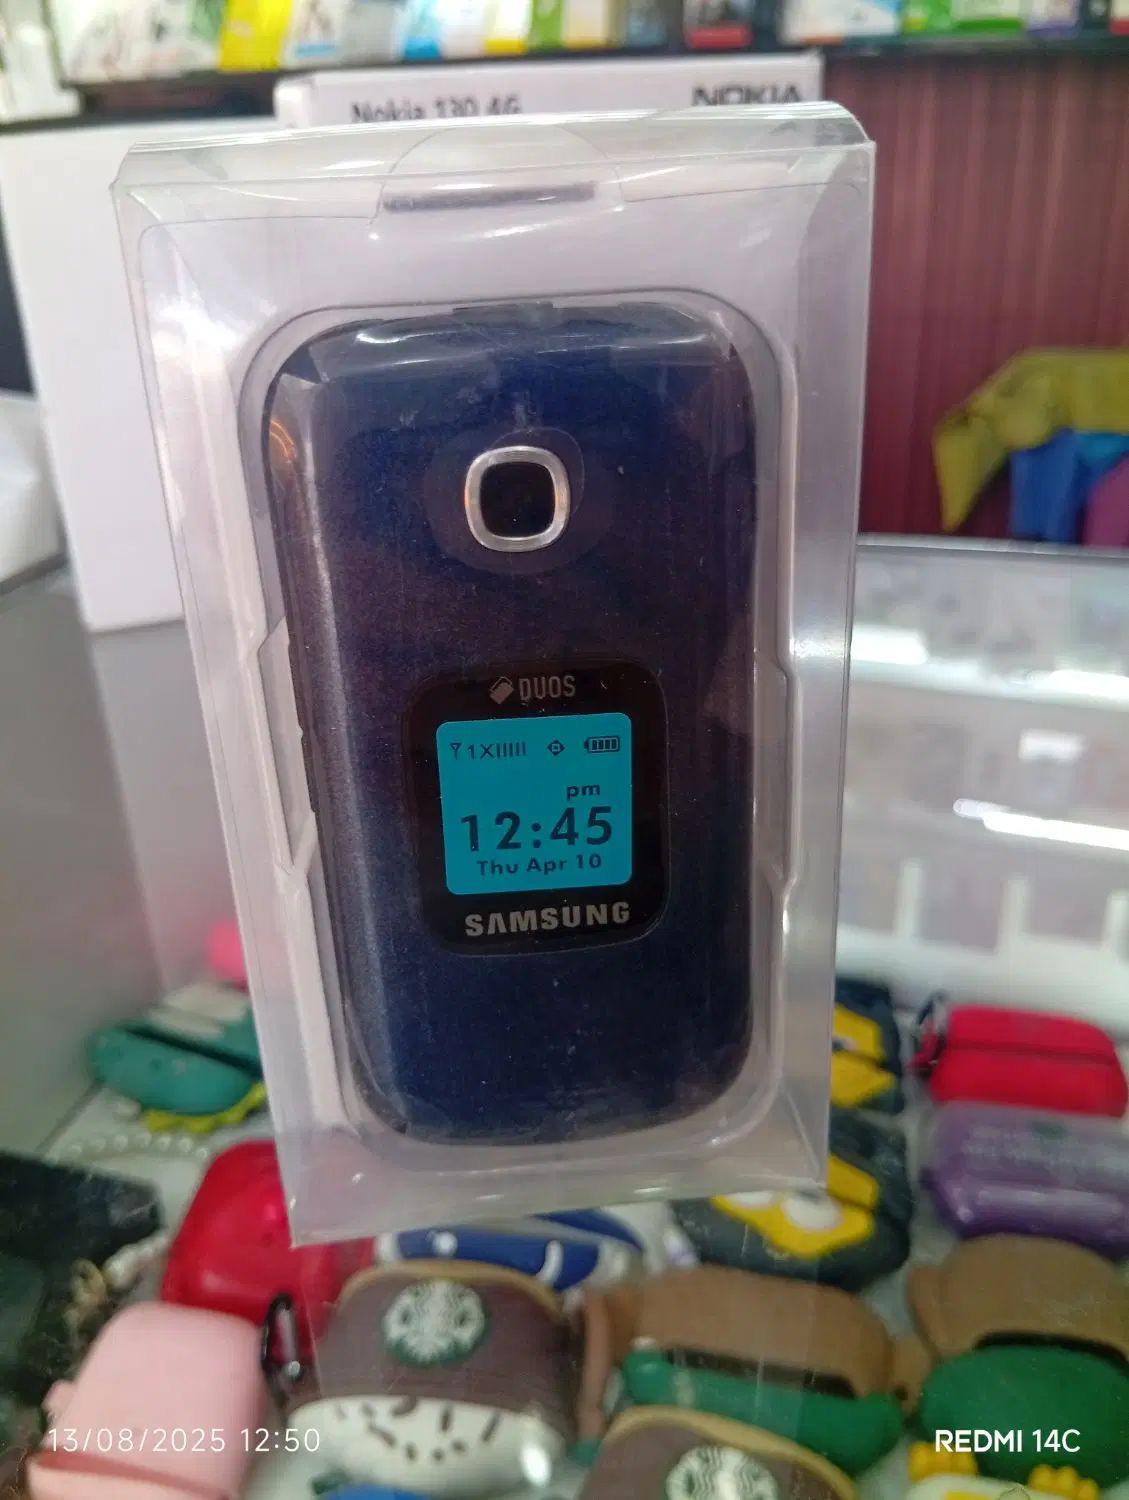 Nokia 130 4G
NOKIA
DUOS
1X
pm
12:45
Thu Apr 10
SAMSUNG
13/08/2025 12:50
REDMI 14C